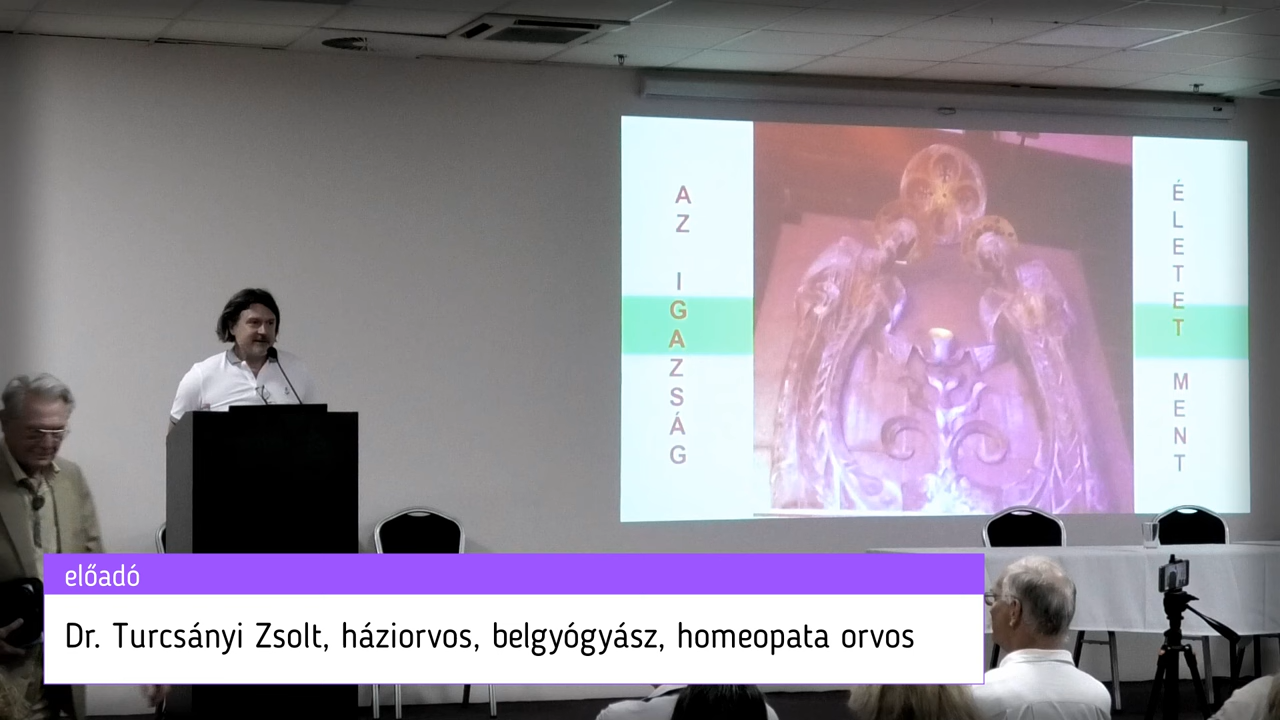 AZ IGAZSÁG
ÉLETET MENT
előadó
Dr. Turcsányi Zsolt, háziorvos, belgyógyász, homeopata orvos